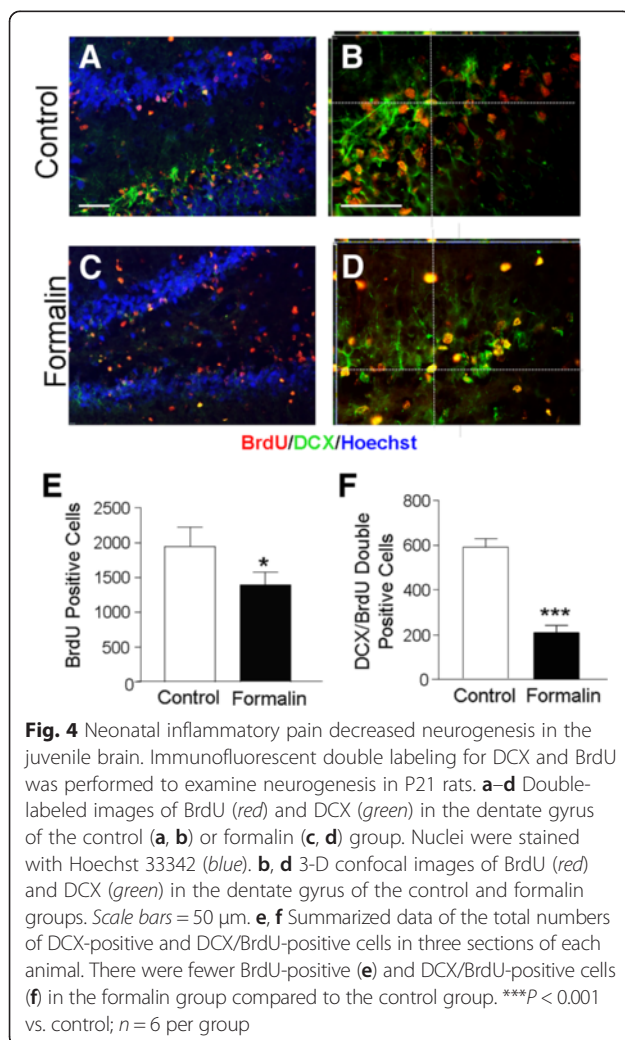 A
B
Control
C
D
Formalin
BrdU/DCX/Hoechst
E
F
BrdU Positive Cells
2500
2000
1500
1000
500
0
*
Control
Formalin
DCX/BrdU Double
Positive Cells
800
600
400
200
0
***
Control
Formalin
Fig. 4 Neonatal inflammatory pain decreased neurogenesis in the
juvenile brain. Immunofluorescent double labeling for DCX and BrdU
was performed to examine neurogenesis in P21 rats. a–d Double-
labeled images of BrdU (red) and DCX (green) in the dentate gyrus
of the control (a, b) or formalin (c, d) group. Nuclei were stained
with Hoechst 33342 (blue). b, d 3-D confocal images of BrdU (red)
and DCX (green) in the dentate gyrus of the control and formalin
groups. Scale bars = 50 μm. e, f Summarized data of the total numbers
of DCX-positive and DCX/BrdU-positive cells in three sections of each
animal. There were fewer BrdU-positive (e) and DCX/BrdU-positive cells
(f) in the formalin group compared to the control group. ***P < 0.001
vs. control; n = 6 per group